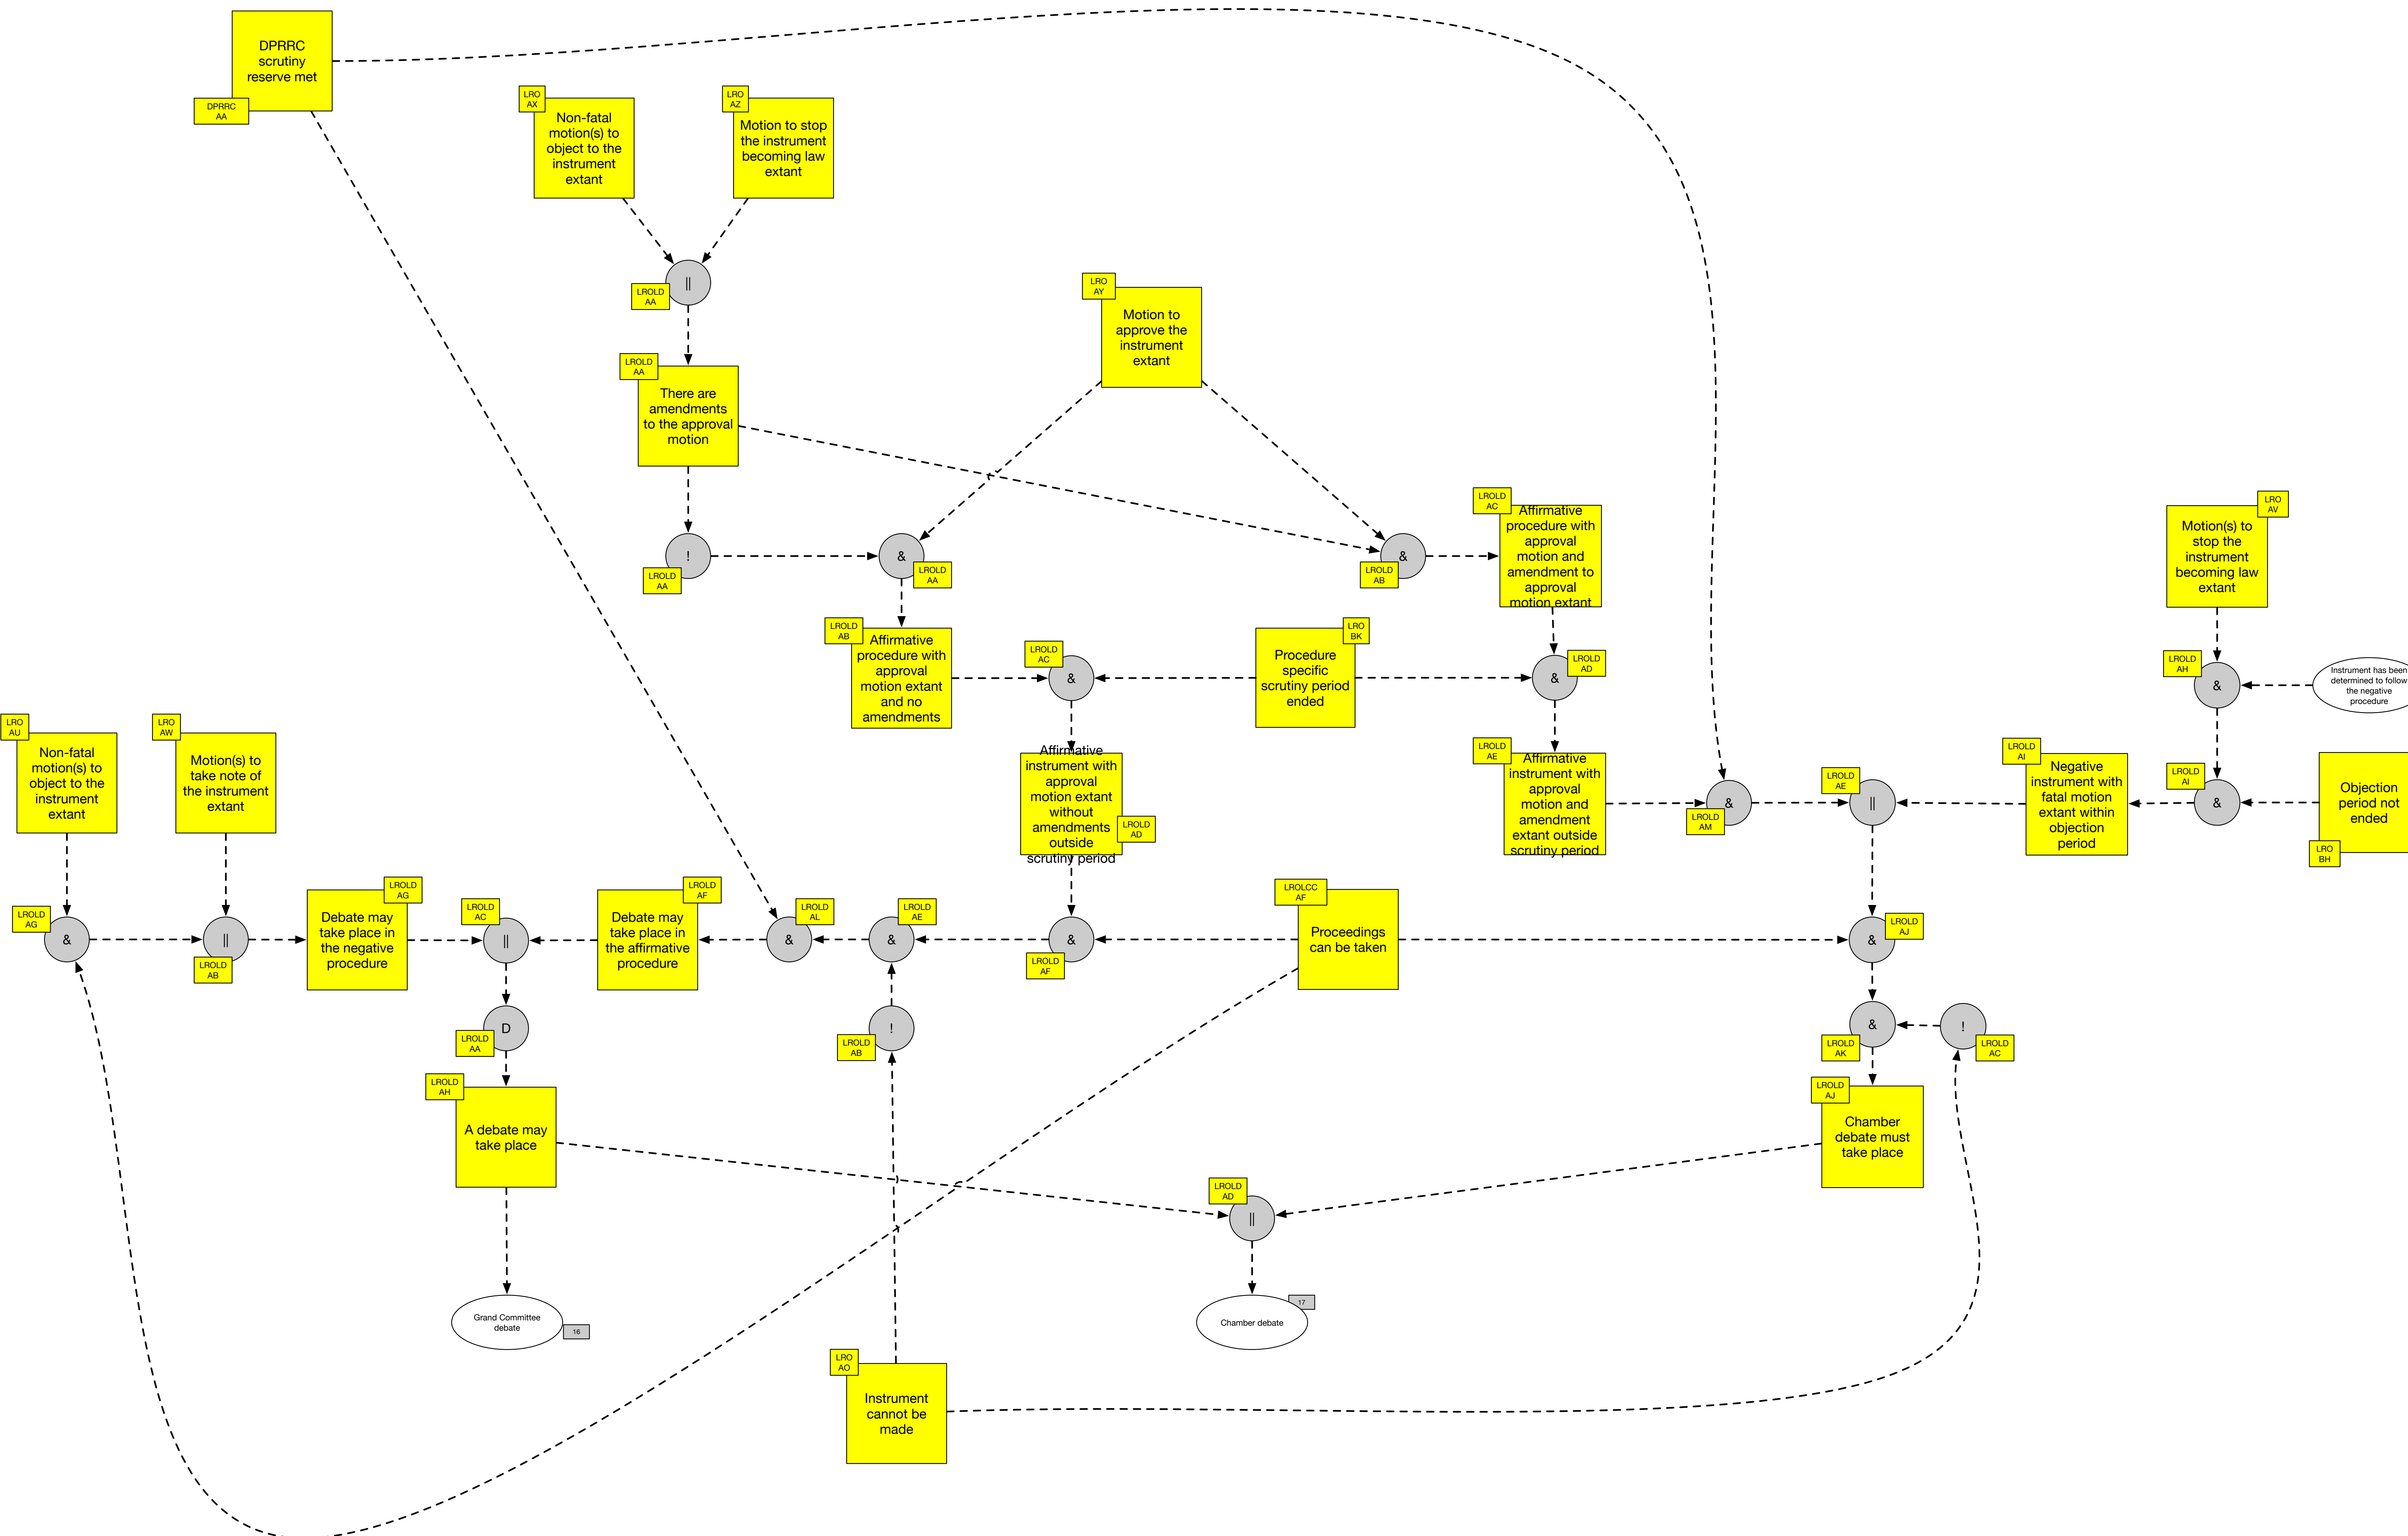 DPRRC
scrutiny
reserve met
DPRRC
AA
LRO
AX
Non-fatal
motion(s) to
object to the
instrument
extant
LRO
AZ
Motion to stop
the instrument
becoming law
extant
||
LROLD
AA
LRO
AY
Motion to
approve the
instrument
extant
LROLD
AA
There are
amendments
to the approval
motion
!
LROLD
AA
&
LROLD
AA
&
LROLD
AB
LROLD
AC
Affirmative
procedure with
approval
motion and
amendment to
approval
motion extant
LRO
AV
Motion(s) to
stop the
instrument
becoming law
extant
LROLD
AB
Affirmative
procedure with
approval
motion extant
and no
amendments
LROLD
AC
&
LRO
BK
Procedure
specific
scrutiny period
ended
&
LROLD
AD
LROLD
AH
&
Instrument has been
determined to follow
the negative
procedure
LRO
AU
Non-fatal
motion(s) to
object to the
instrument
extant
LRO
AW
Motion(s) to
take note of
the instrument
extant
Affirmative
instrument with
approval
motion extant
without
amendments
outside
scrutiny period
LROLD
AD
LROLD
AE
Affirmative
instrument with
approval
motion and
amendment
extant outside
scrutiny period
&
LROLD
AM
LROLD
AE
||
LROLD
AI
Negative
instrument with
fatal motion
extant within
objection
period
LROLD
AI
&
Objection
period not
ended
LRO
BH
LROLD
AG
&
||
LROLD
AB
LROLD
AG
Debate may
take place in
the negative
procedure
LROLD
AC
||
LROLD
AF
Debate may
take place in
the affirmative
procedure
LROLD
AL
&
LROLD
AE
&
&
LROLD
AF
LROLCC
AF
Proceedings
can be taken
&
LROLD
AJ
D
LROLD
AA
!
LROLD
AB
&
LROLD
AK
!
LROLD
AC
LROLD
AH
A debate may
take place
LROLD
AJ
Chamber
debate must
take place
LROLD
AD
||
Grand Committee
debate
16
Chamber debate
17
LRO
AO
Instrument
cannot be
made